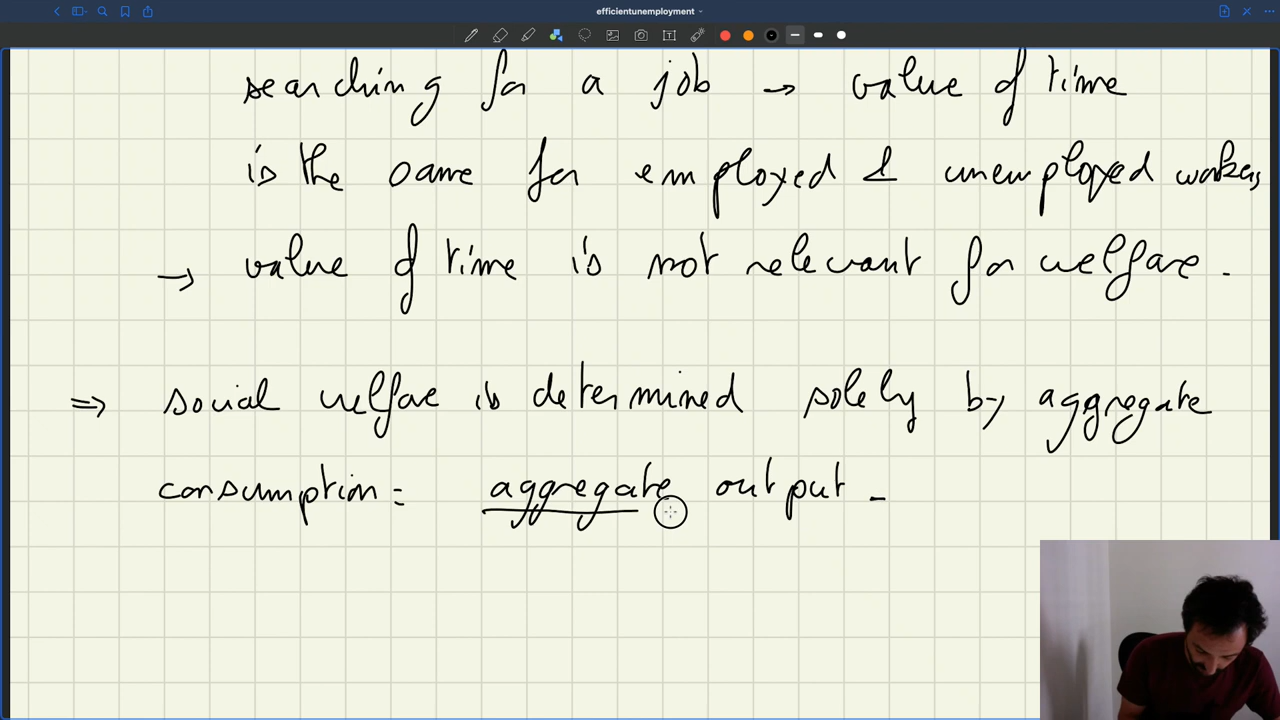 efficientunemployment
searching for a job → value of time
is the same for employed & unemployed workers
→ value of time is not relevant for welfare.
⇒ social welfare is determined solely by aggregate
consumption = aggregate output -